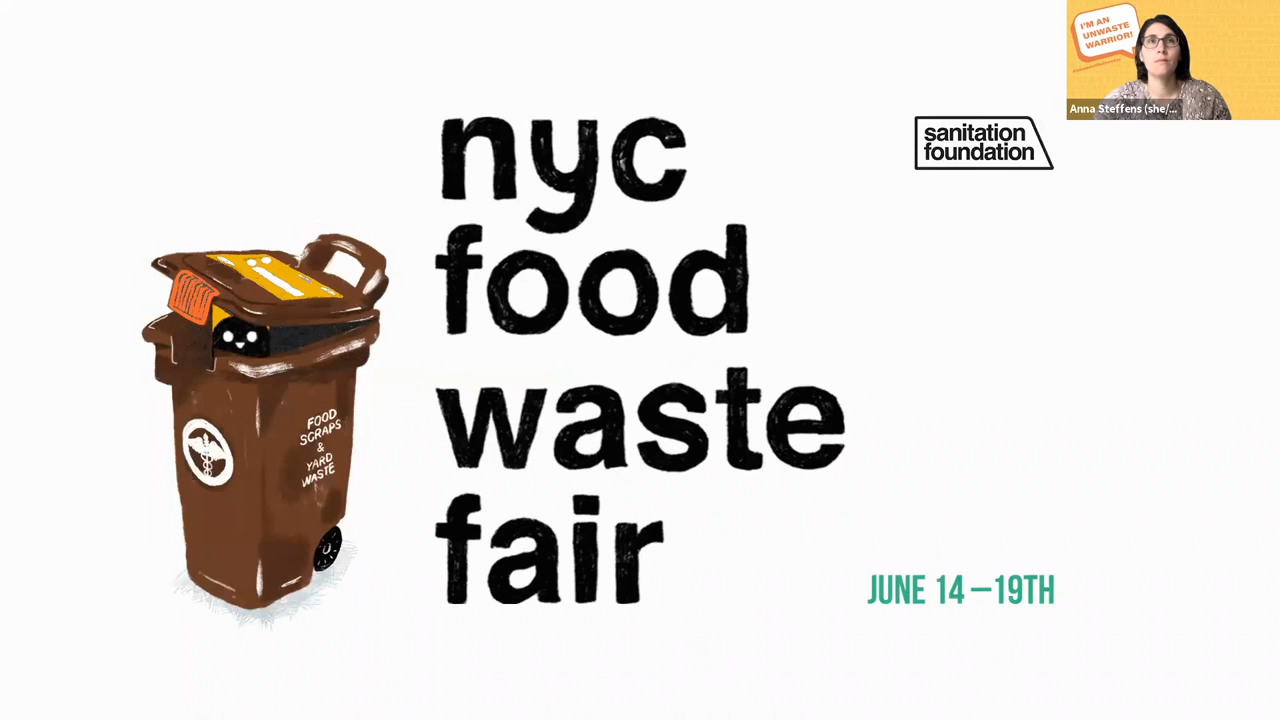 nyc
food
waste
fair
JUNE 14 – 19TH
sanitation
foundation
FOOD
SCRAPS
&
YARD
WASTE
I'M AN
UNWASTE
WARRIOR!
Anna Steffens (she/...